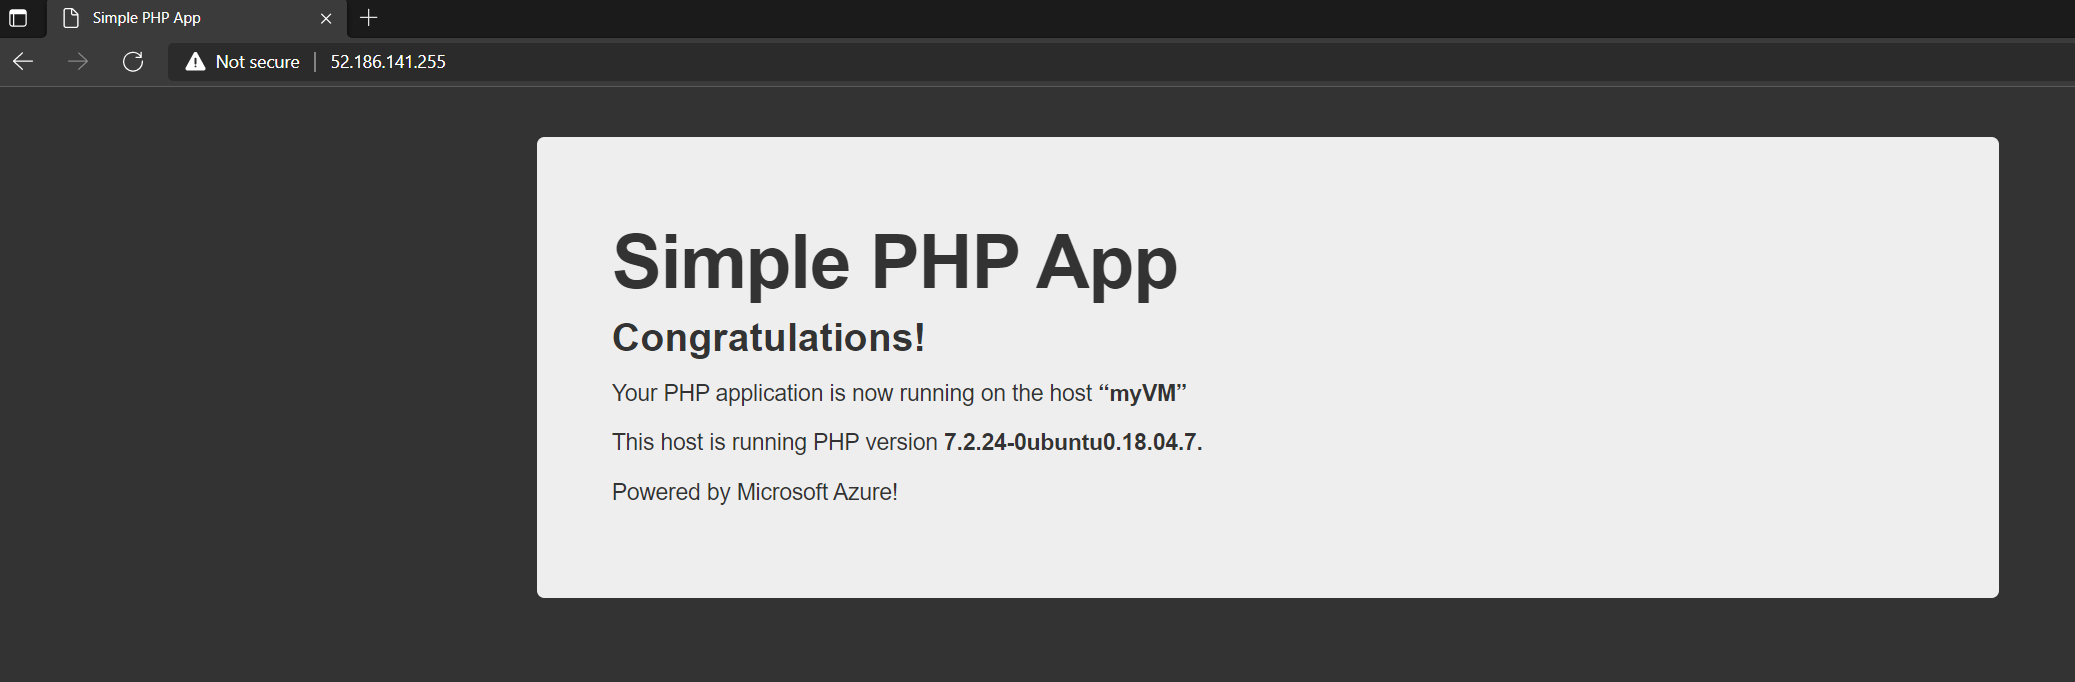 Simple PHP App
Not secure
52.186.141.255
Simple PHP App
Congratulations!
Your PHP application is now running on the host “myVM”
This host is running PHP version 7.2.24-0ubuntu0.18.04.7.
Powered by Microsoft Azure!